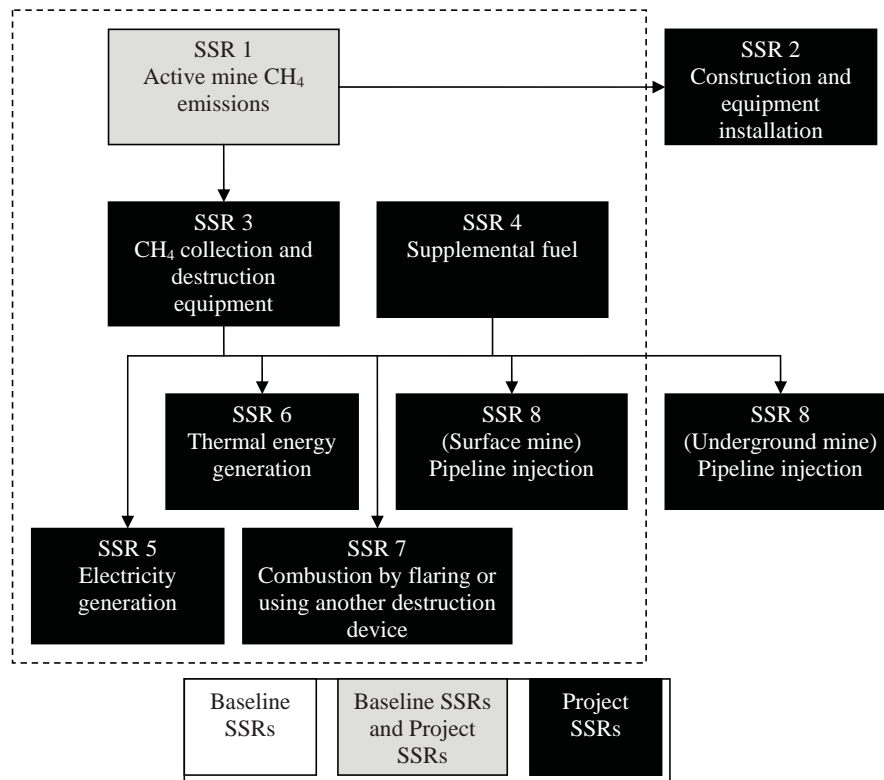 SSR 1
Active mine CH₄
emissions
SSR 2
Construction and
equipment
installation
SSR 3
CH₄ collection and
destruction
equipment
SSR 4
Supplemental fuel
SSR 6
Thermal energy
generation
SSR 8
(Surface mine)
Pipeline injection
SSR 8
(Underground mine)
Pipeline injection
SSR 5
Electricity
generation
SSR 7
Combustion by flaring or
using another destruction
device
Baseline
SSRs
Baseline SSRs
and Project
SSRs
Project
SSRs